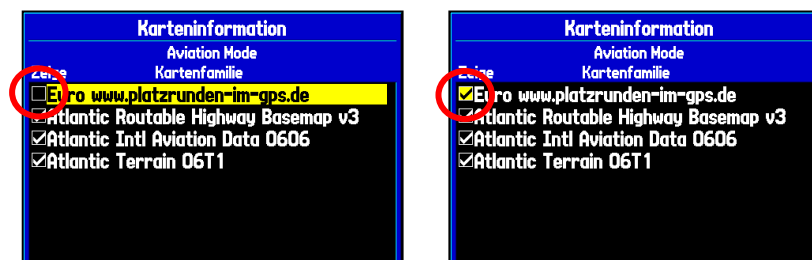 Karteninformation
Aviation Mode
Zeige Kartenfamilie
Euro www.platzrunden-im-gps.de
Atlantic Routable Highway Basemap v3
Atlantic Intl Aviation Data 0606
Atlantic Terrain 06T1
Karteninformation
Aviation Mode
Zeige Kartenfamilie
Euro www.platzrunden-im-gps.de
Atlantic Routable Highway Basemap v3
Atlantic Intl Aviation Data 0606
Atlantic Terrain 06T1